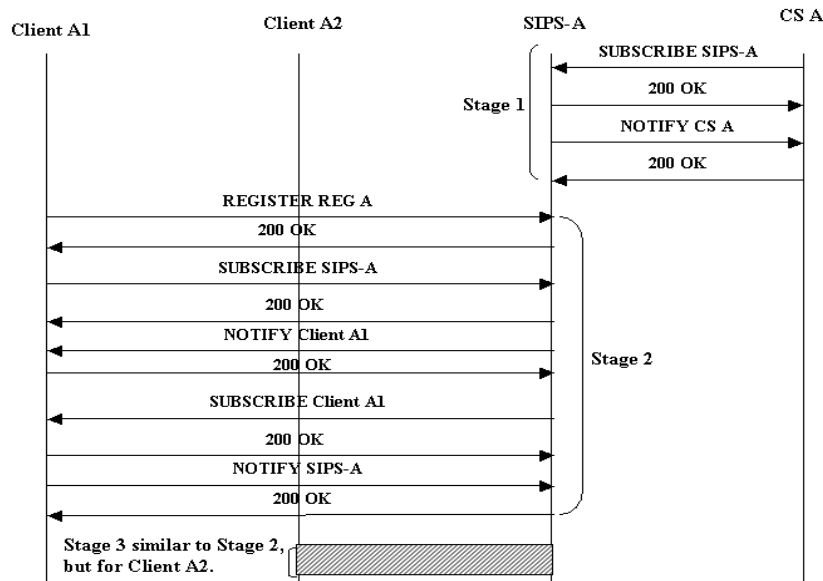 Client A1
Client A2
SIPS-A
CS A
SUBSCRIBE SIPS-A
200 OK
Stage 1
NOTIFY CS A
200 OK
REGISTER REG A
200 OK
SUBSCRIBE SIPS-A
200 OK
NOTIFY Client A1
200 OK
Stage 2
SUBSCRIBE Client A1
200 OK
NOTIFY SIPS-A
200 OK
Stage 3 similar to Stage 2,
but for Client A2.